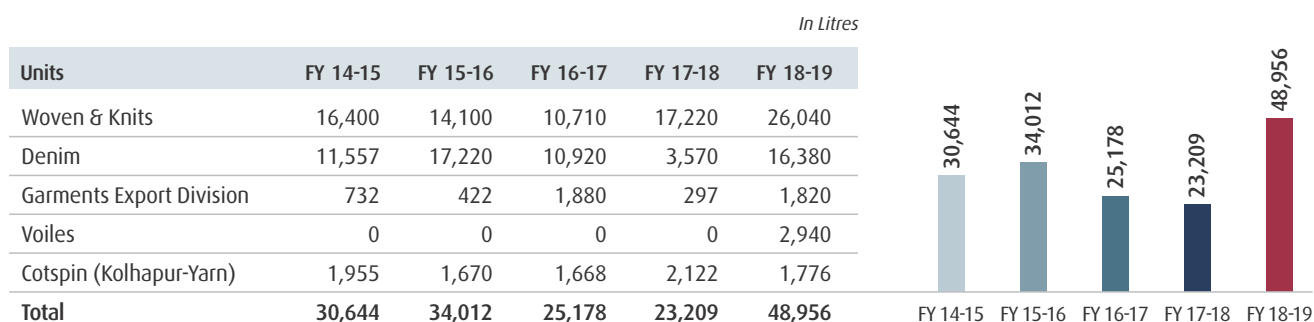 In Litres
Units FY 14-15 FY 15-16 FY 16-17 FY 17-18 FY 18-19
Woven & Knits 16,400 14,100 10,710 17,220 26,040
Denim 11,557 17,220 10,920 3,570 16,380
Garments Export Division 732 422 1,880 297 1,820
Voiles 0 0 0 0 2,940
Cotspin (Kolhapur-Yarn) 1,955 1,670 1,668 2,122 1,776
Total 30,644 34,012 25,178 23,209 48,956
30,644
34,012
25,178
23,209
48,956
FY 14-15 FY 15-16 FY 16-17 FY 17-18 FY 18-19